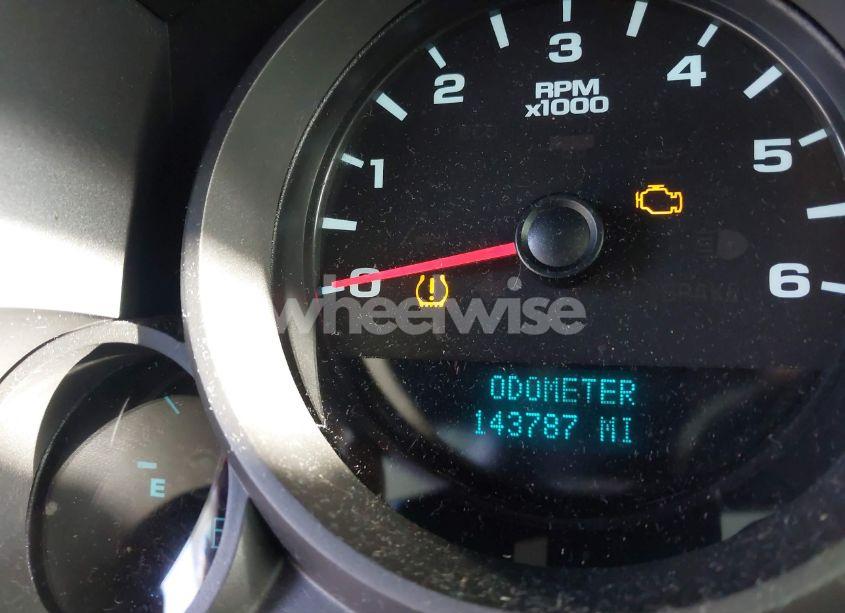 3
2
4
RPM
x1000
1
5
0
6
wheelwise
ODOMETER
143787 MI
E